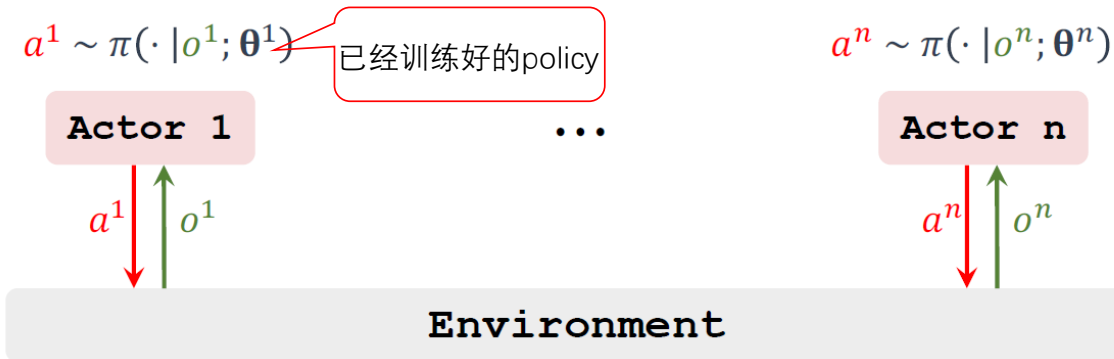 a¹ ~ π(· |o¹; θ¹)
已经训练好的policy
aⁿ ~ π(· |oⁿ; θⁿ)
Actor 1
...
Actor n
a¹
o¹
aⁿ
oⁿ
Environment